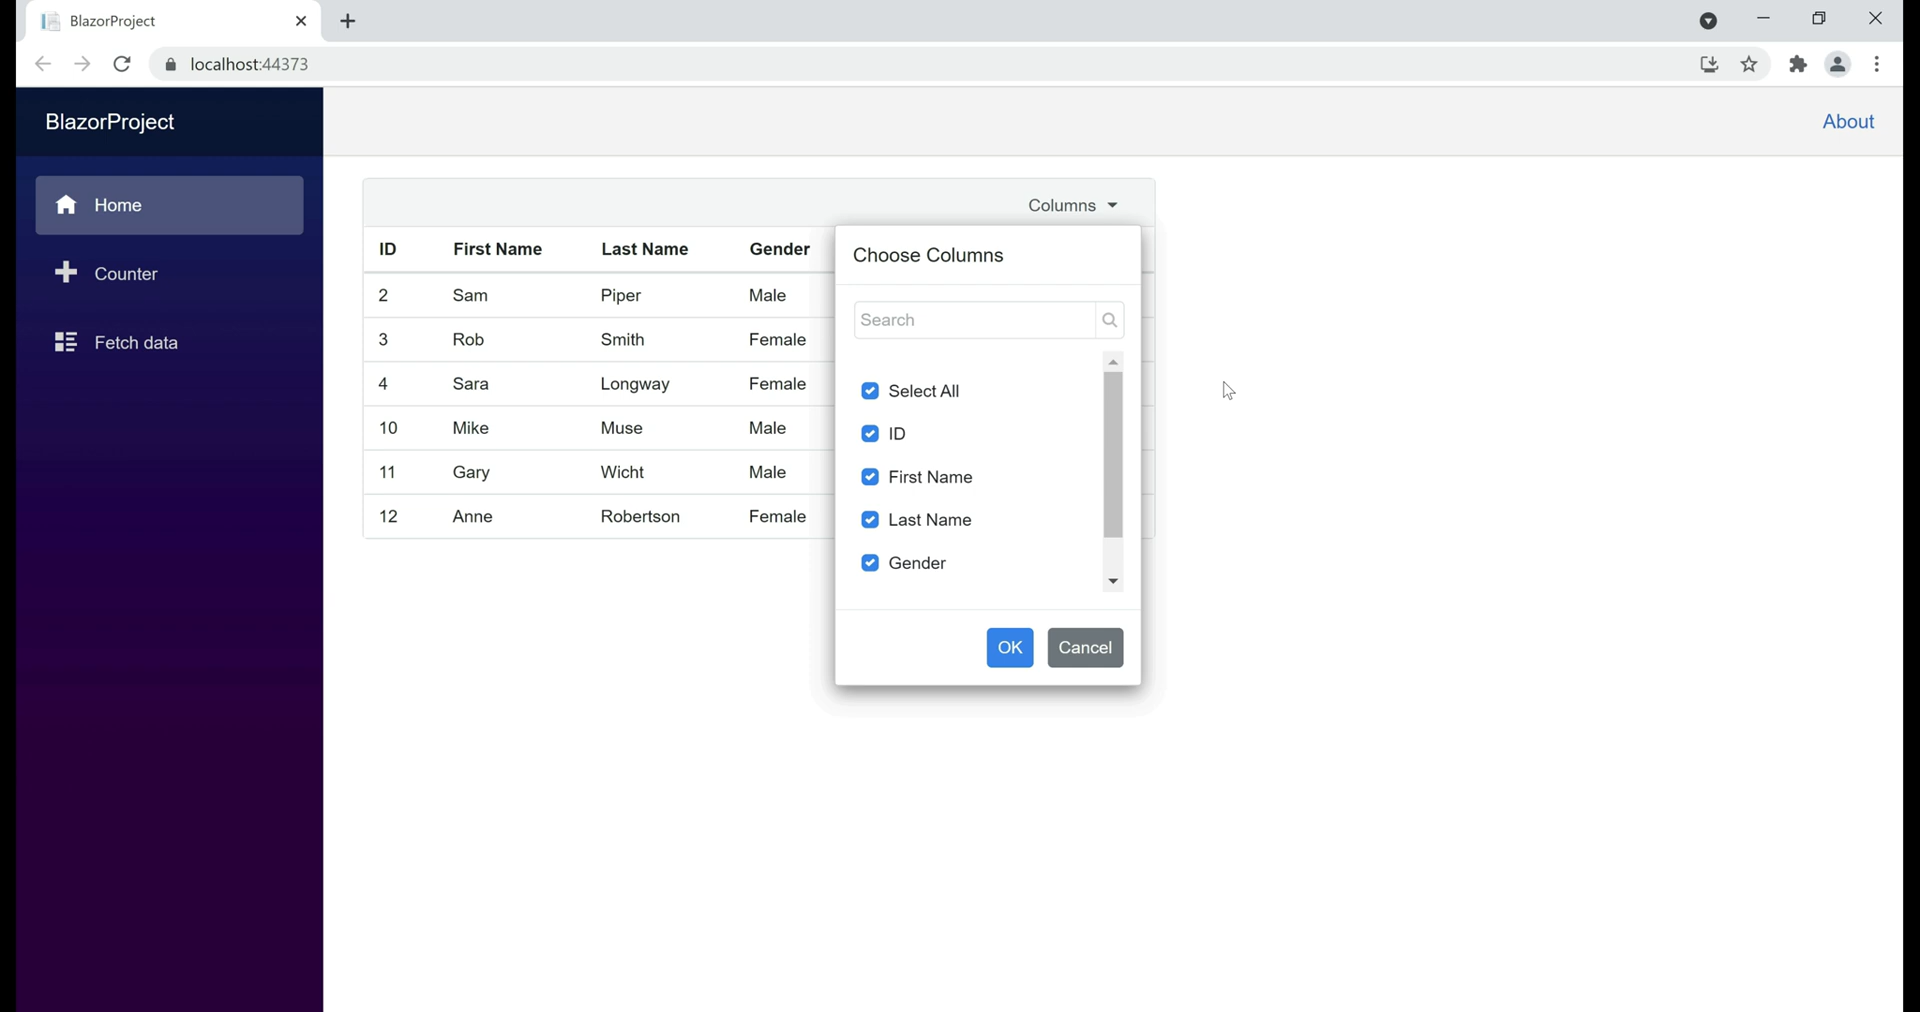 BlazorProject
localhost:44373
BlazorProject
About
Home
Counter
Fetch data
Columns
ID First Name Last Name Gender
2 Sam Piper Male
3 Rob Smith Female
4 Sara Longway Female
10 Mike Muse Male
11 Gary Wicht Male
12 Anne Robertson Female
Choose Columns
Search
Select All
ID
First Name
Last Name
Gender
OK Cancel